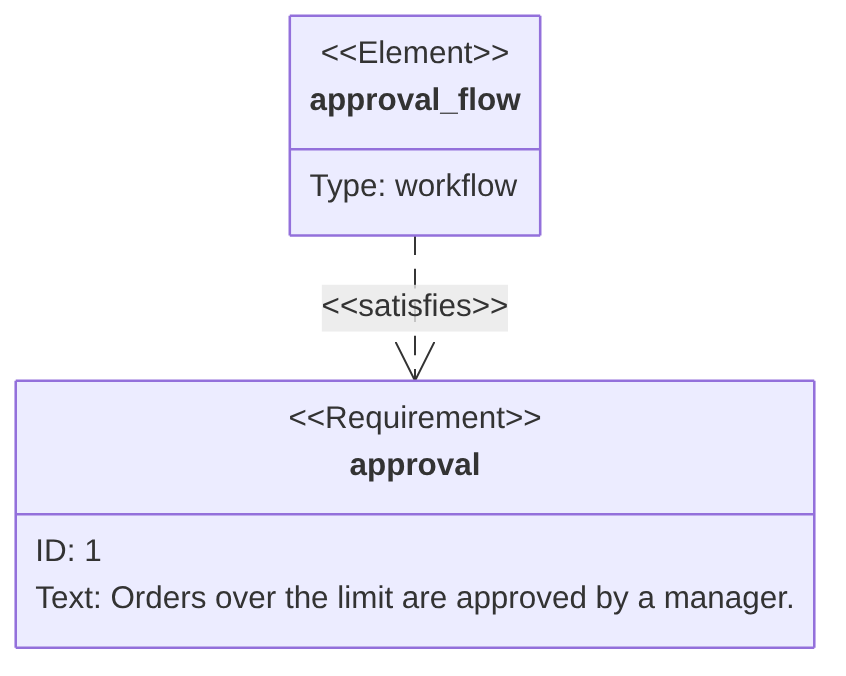 <<Element>>
approval_flow
Type: workflow
<<satisfies>>
<<Requirement>>
approval
ID: 1
Text: Orders over the limit are approved by a manager.